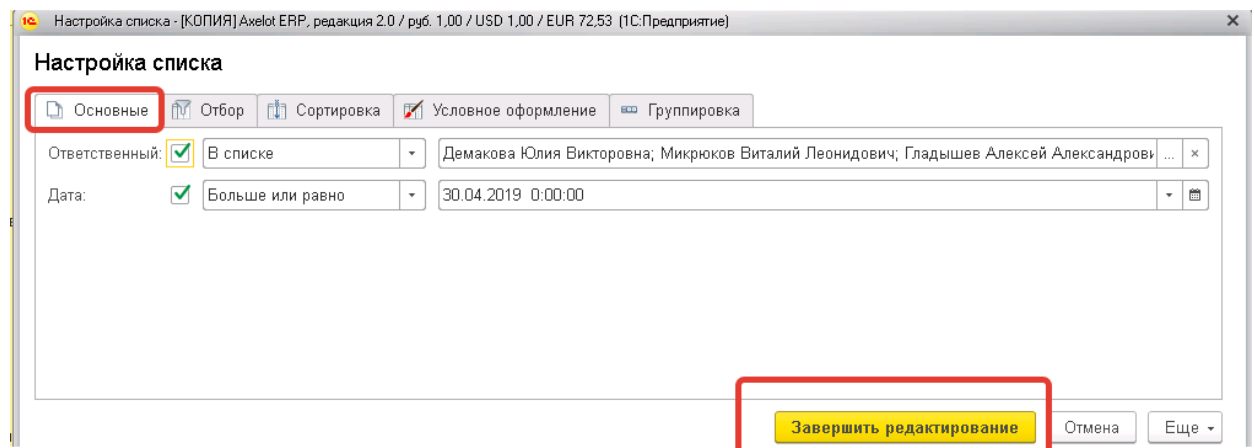 1С Настройка списка - [КОПИЯ] Axelot ERP, редакция 2.0 / руб. 1,00 / USD 1,00 / EUR 72,53 (1С:Предприятие)
Настройка списка
Основные Отбор Сортировка Условное оформление Группировка
Ответственный: В списке Демакова Юлия Викторовна; Микрюков Виталий Леонидович; Гладышев Алексей Александрови ...
Дата: Больше или равно 30.04.2019 0:00:00
Завершить редактирование Отмена Еще